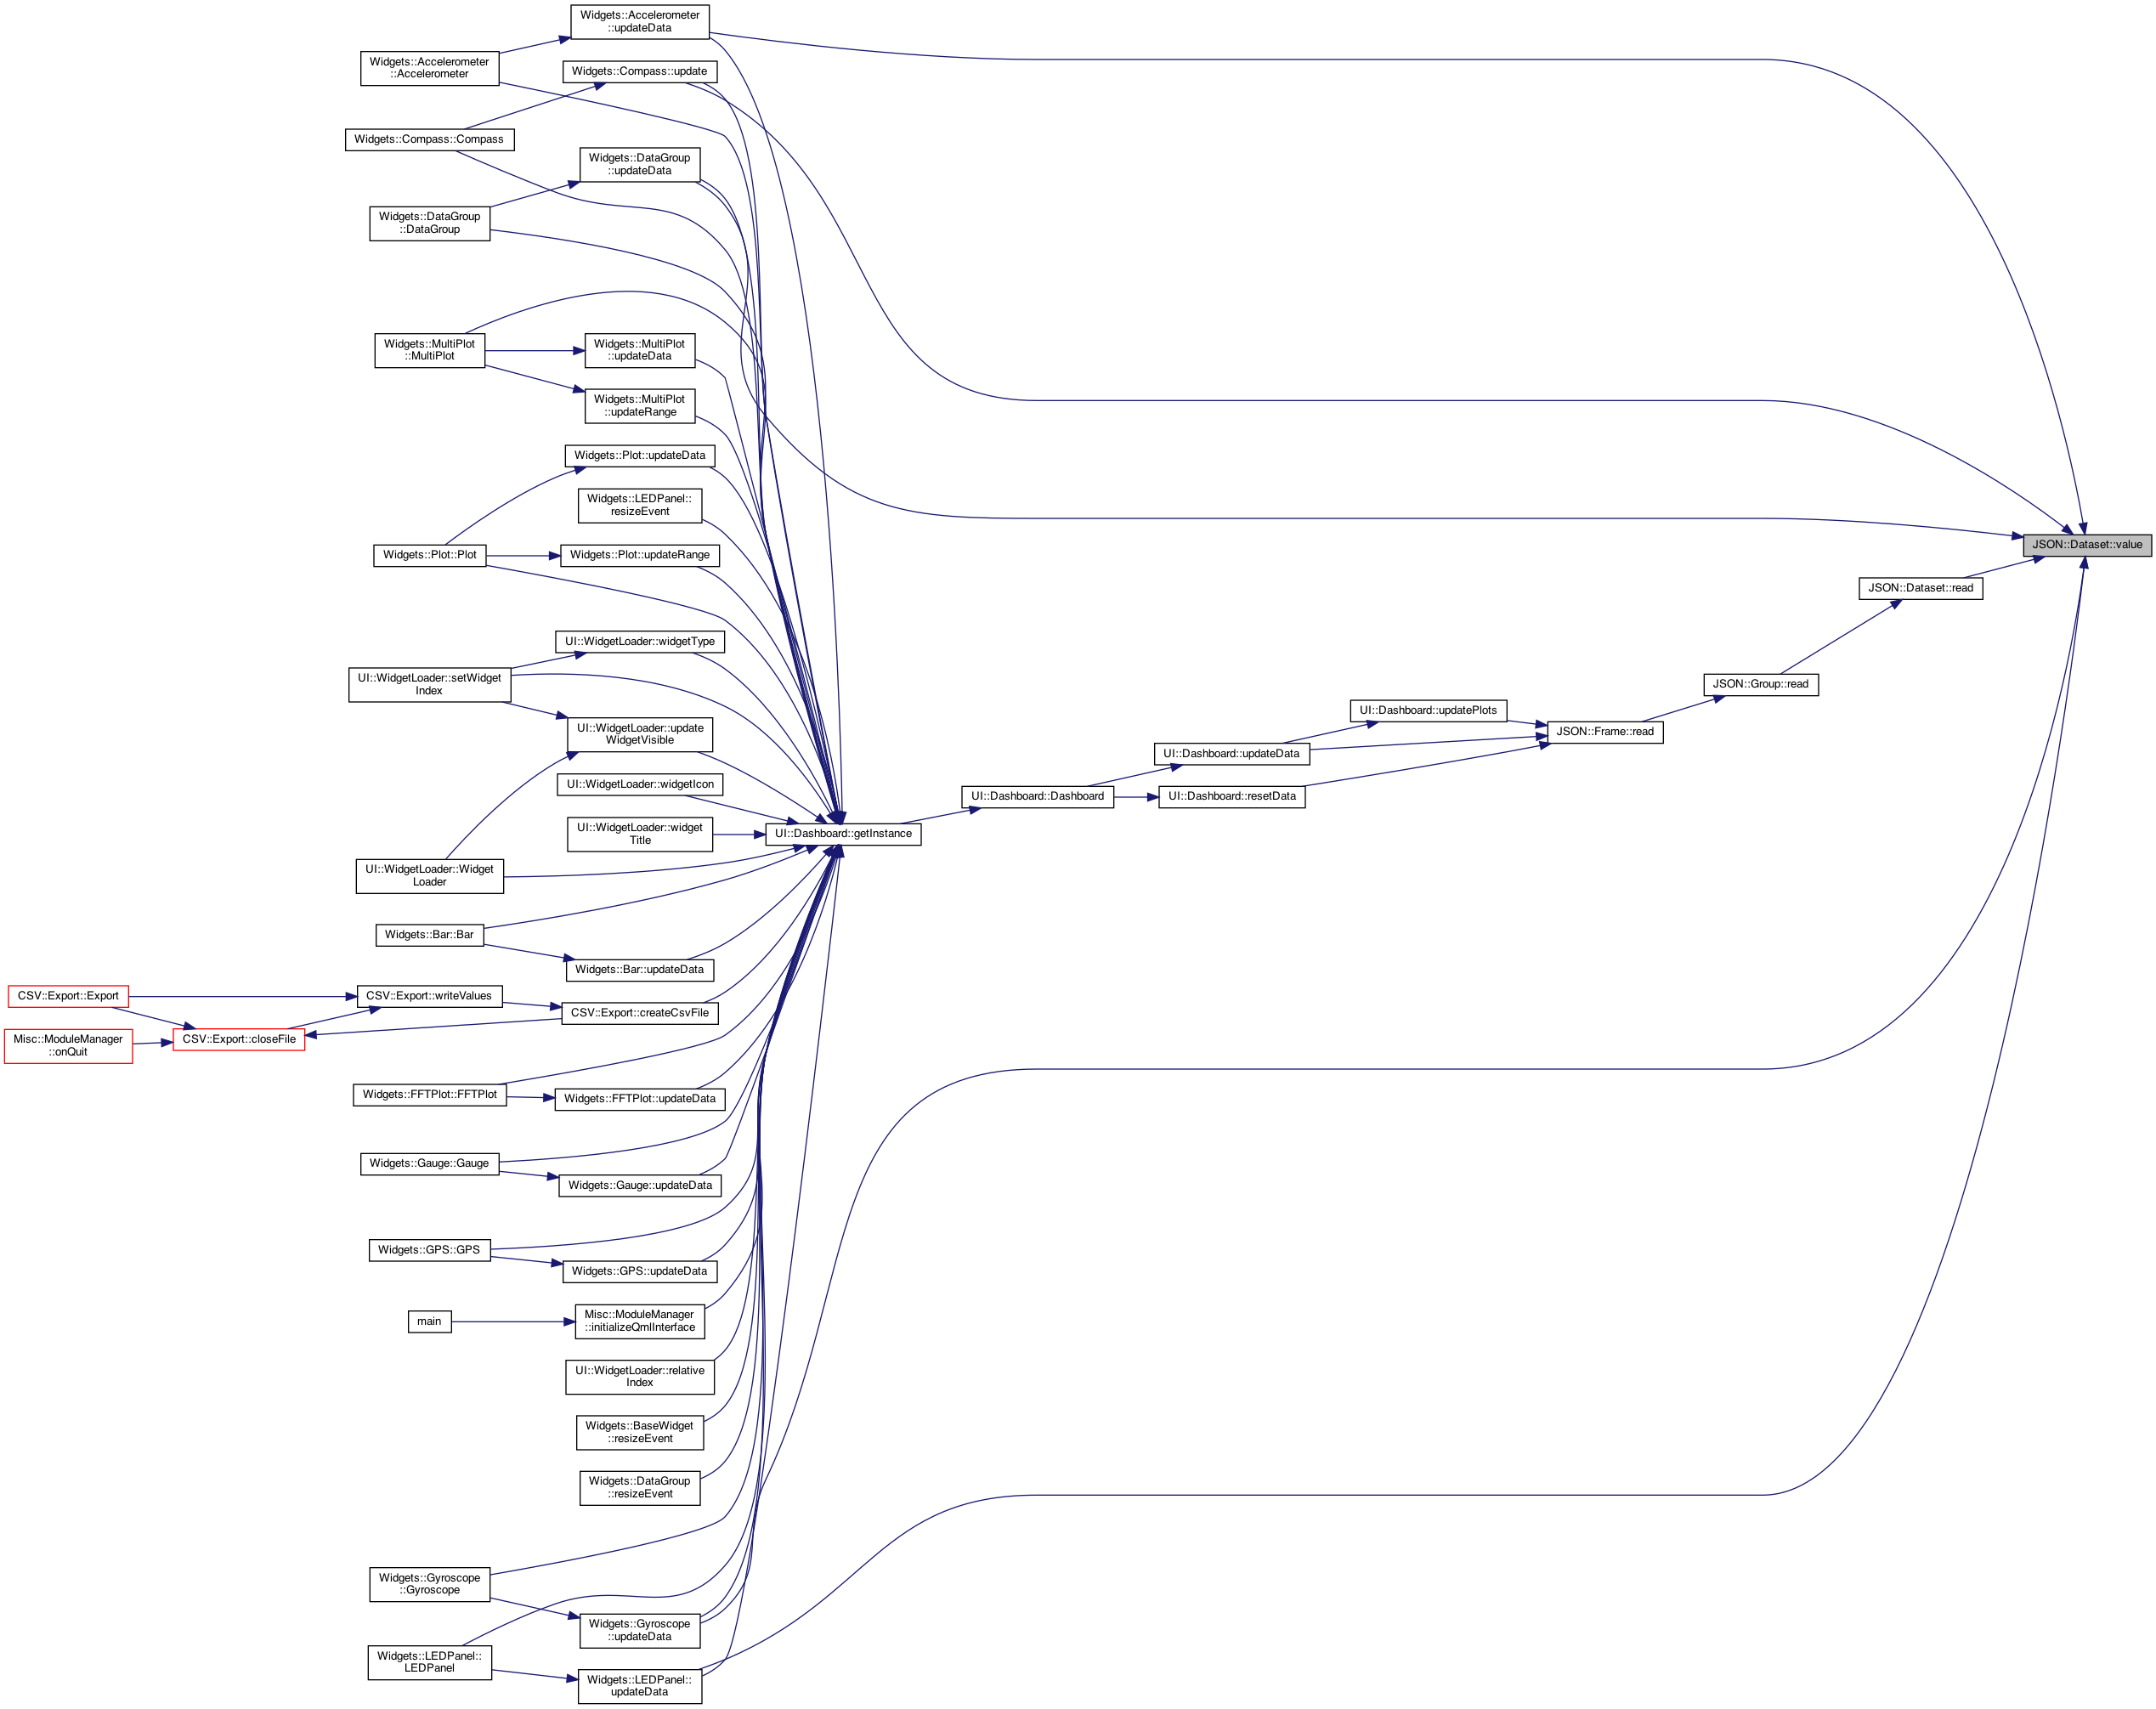 Widgets::Accelerometer
::updateData
Widgets::Accelerometer
::Accelerometer
Widgets::Compass::update
Widgets::Compass::Compass
Widgets::DataGroup
::updateData
Widgets::DataGroup
::DataGroup
Widgets::MultiPlot
::MultiPlot
Widgets::MultiPlot
::updateData
Widgets::MultiPlot
::updateRange
Widgets::Plot::updateData
Widgets::LEDPanel::
resizeEvent
Widgets::Plot::Plot
Widgets::Plot::updateRange
JSON::Dataset::value
JSON::Dataset::read
UI::WidgetLoader::widgetType
UI::WidgetLoader::setWidget
Index
JSON::Group::read
UI::Dashboard::updatePlots
JSON::Frame::read
UI::WidgetLoader::update
WidgetVisible
UI::Dashboard::updateData
UI::WidgetLoader::widgetIcon
UI::Dashboard::Dashboard
UI::Dashboard::resetData
UI::WidgetLoader::widget
Title
UI::Dashboard::getInstance
UI::WidgetLoader::Widget
Loader
Widgets::Bar::Bar
Widgets::Bar::updateData
CSV::Export::Export
CSV::Export::writeValues
CSV::Export::createCsvFile
Misc::ModuleManager
::onQuit
CSV::Export::closeFile
Widgets::FFTPlot::FFTPlot
Widgets::FFTPlot::updateData
Widgets::Gauge::Gauge
Widgets::Gauge::updateData
Widgets::GPS::GPS
Widgets::GPS::updateData
main
Misc::ModuleManager
::initializeQmlInterface
UI::WidgetLoader::relative
Index
Widgets::BaseWidget
::resizeEvent
Widgets::DataGroup
::resizeEvent
Widgets::Gyroscope
::Gyroscope
Widgets::Gyroscope
::updateData
Widgets::LEDPanel::
LEDPanel
Widgets::LEDPanel::
updateData